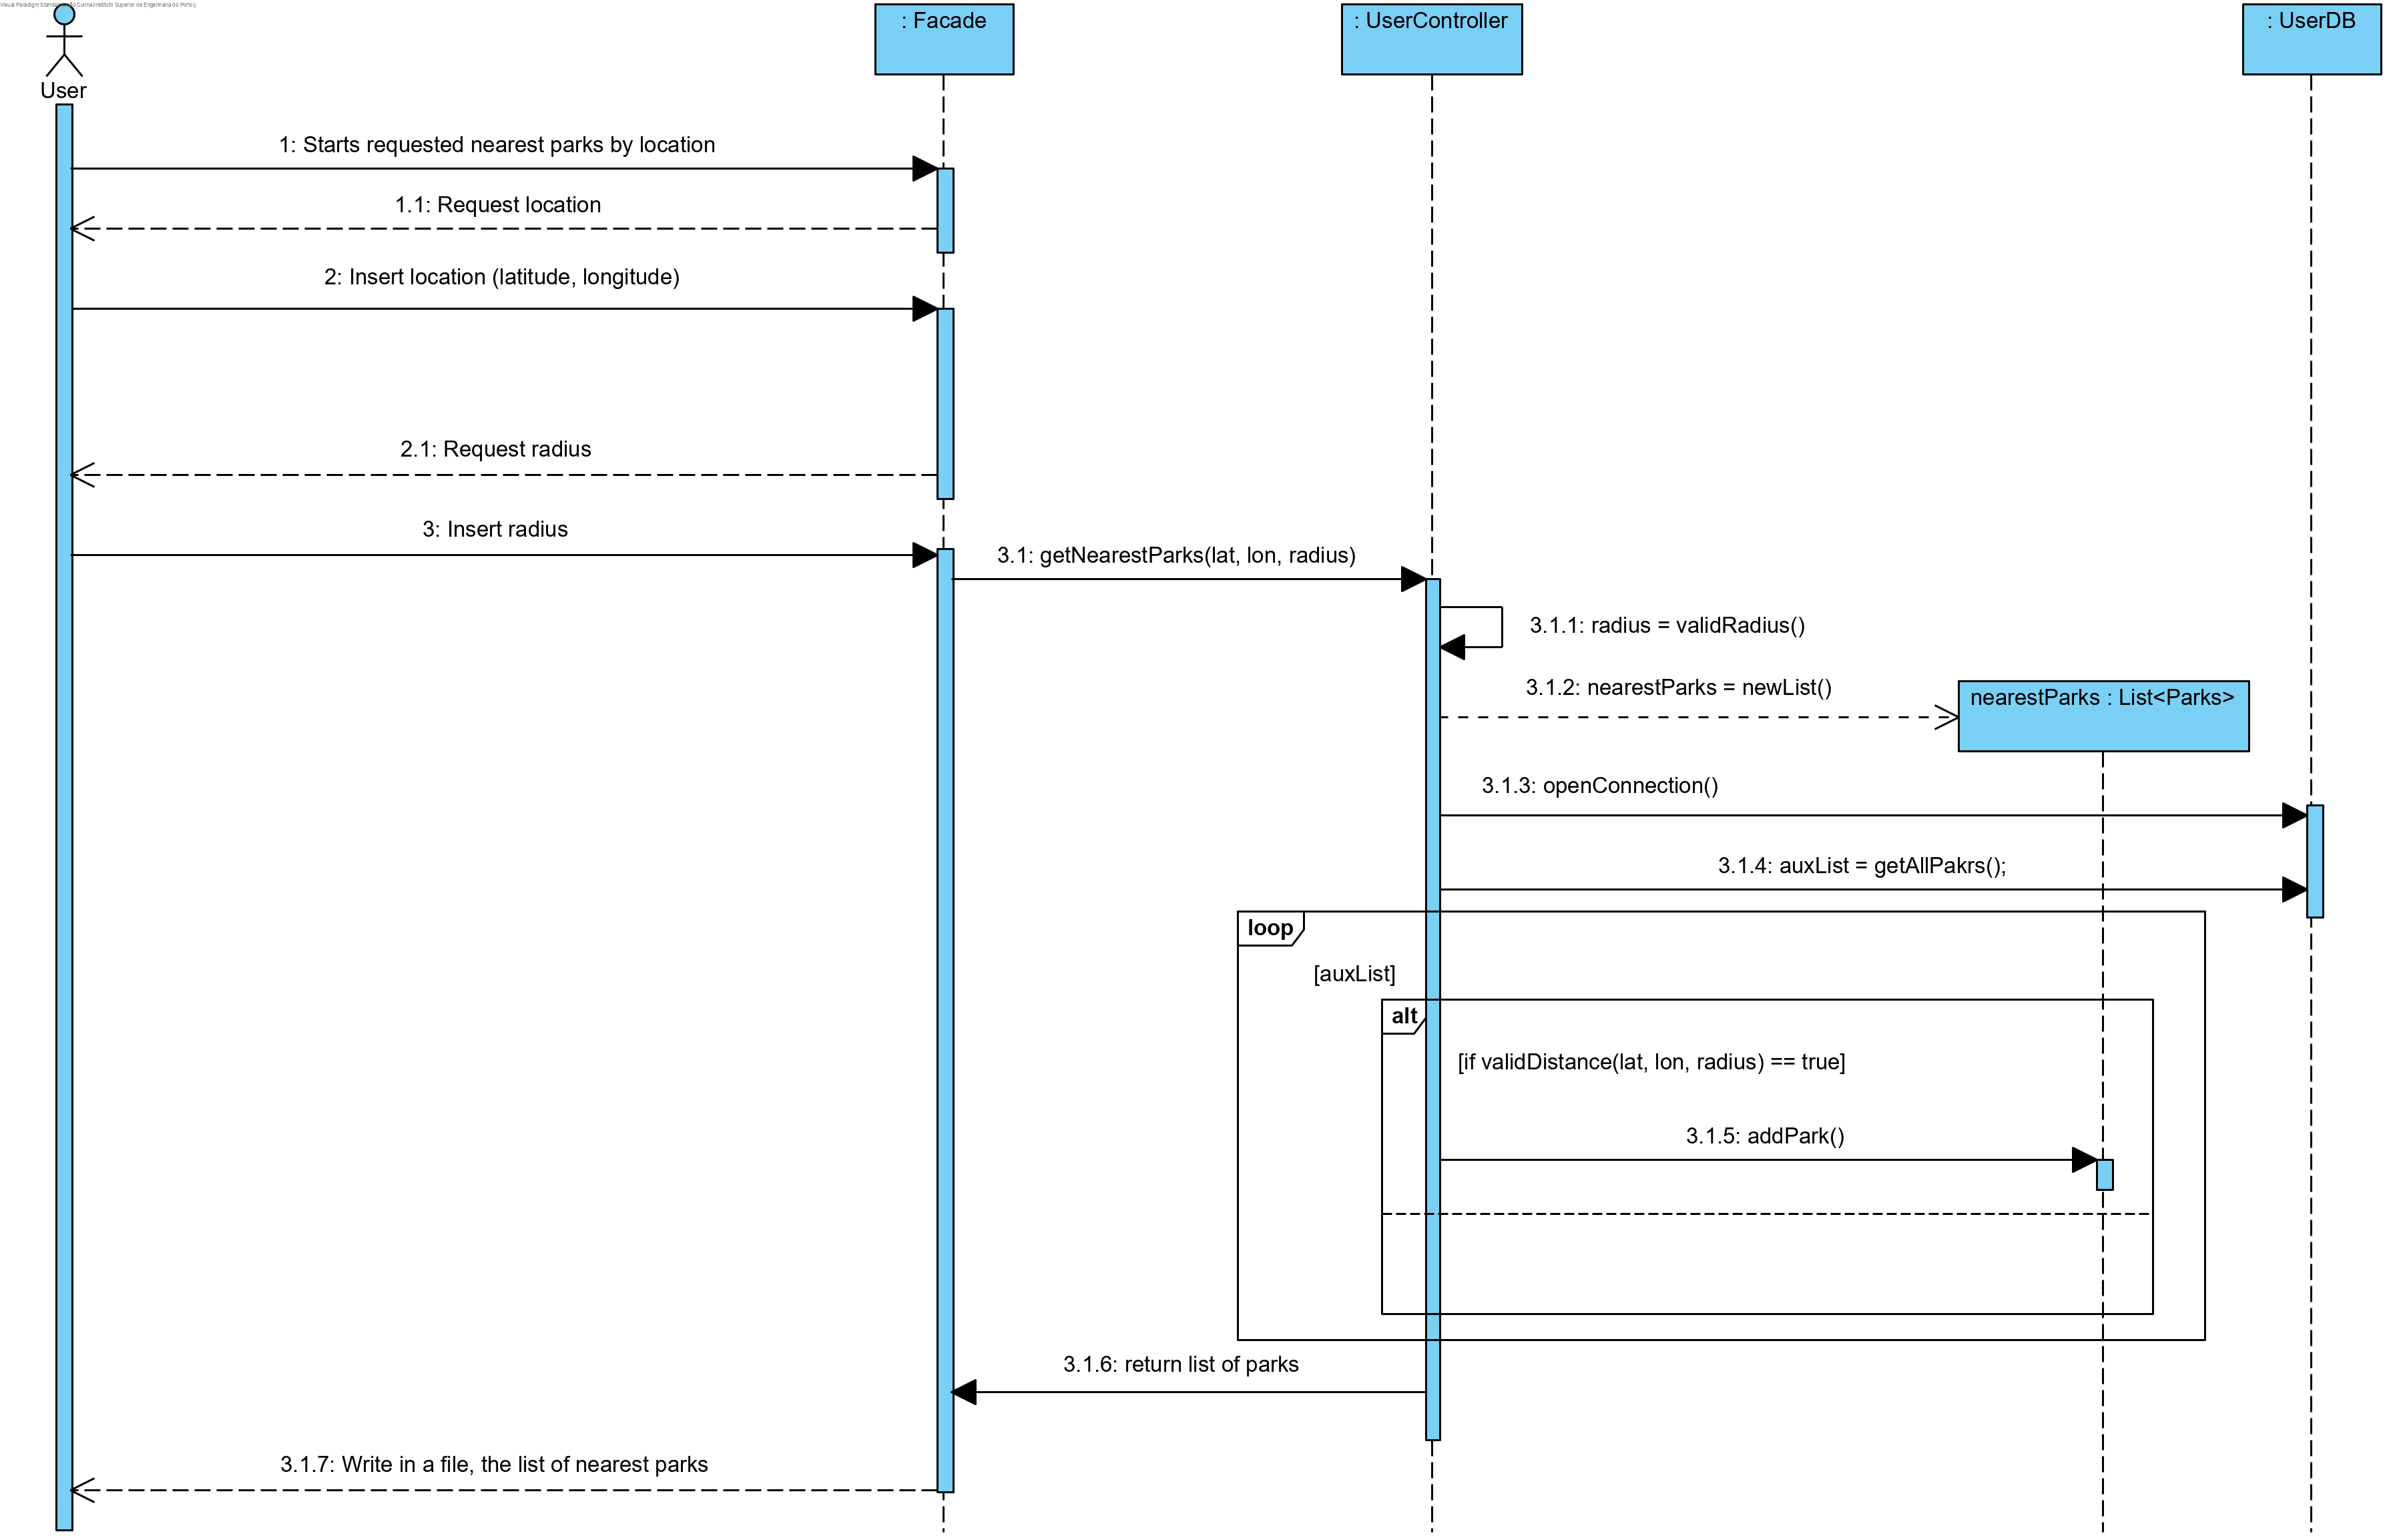 Visual Paradigm Standard
Cunha(Instituto Superior de Engenharia do Porto)
User
: Facade
: UserController
: UserDB
1: Starts requested nearest parks by location
1.1: Request location
2: Insert location (latitude, longitude)
2.1: Request radius
3: Insert radius
3.1: getNearestParks(lat, lon, radius)
3.1.1: radius = validRadius()
3.1.2: nearestParks = newList()
nearestParks : List<Parks>
3.1.3: openConnection()
3.1.4: auxList = getAllPakrs();
loop
[auxList]
alt
[if validDistance(lat, lon, radius) == true]
3.1.5: addPark()
3.1.6: return list of parks
3.1.7: Write in a file, the list of nearest parks